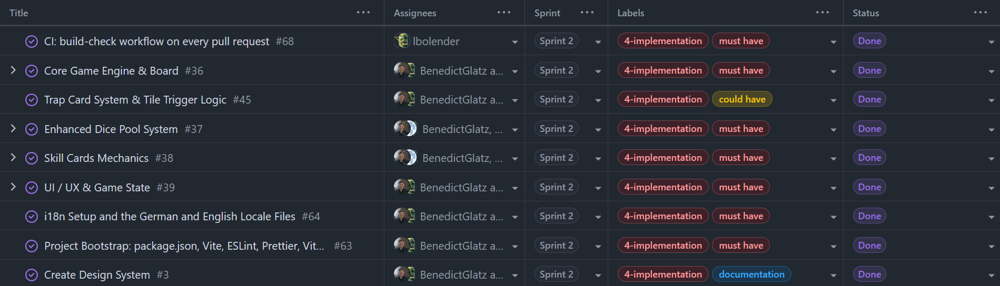 Title ... Assignees ... Sprint ... Labels ... Status ...
CI: build-check workflow on every pull request #68 lbolender Sprint 2 4-implementation must have Done
Core Game Engine & Board #36 BenedictGlatz a... Sprint 2 4-implementation must have Done
Trap Card System & Tile Trigger Logic #45 BenedictGlatz a... Sprint 2 4-implementation could have Done
Enhanced Dice Pool System #37 BenedictGlatz, ... Sprint 2 4-implementation must have Done
Skill Cards Mechanics #38 BenedictGlatz, ... Sprint 2 4-implementation must have Done
UI / UX & Game State #39 BenedictGlatz a... Sprint 2 4-implementation must have Done
i18n Setup and the German and English Locale Files #64 BenedictGlatz a... Sprint 2 4-implementation must have Done
Project Bootstrap: package.json, Vite, ESLint, Prettier, Vit... #63 BenedictGlatz a... Sprint 2 4-implementation must have Done
Create Design System #3 BenedictGlatz a... Sprint 2 4-implementation documentation Done